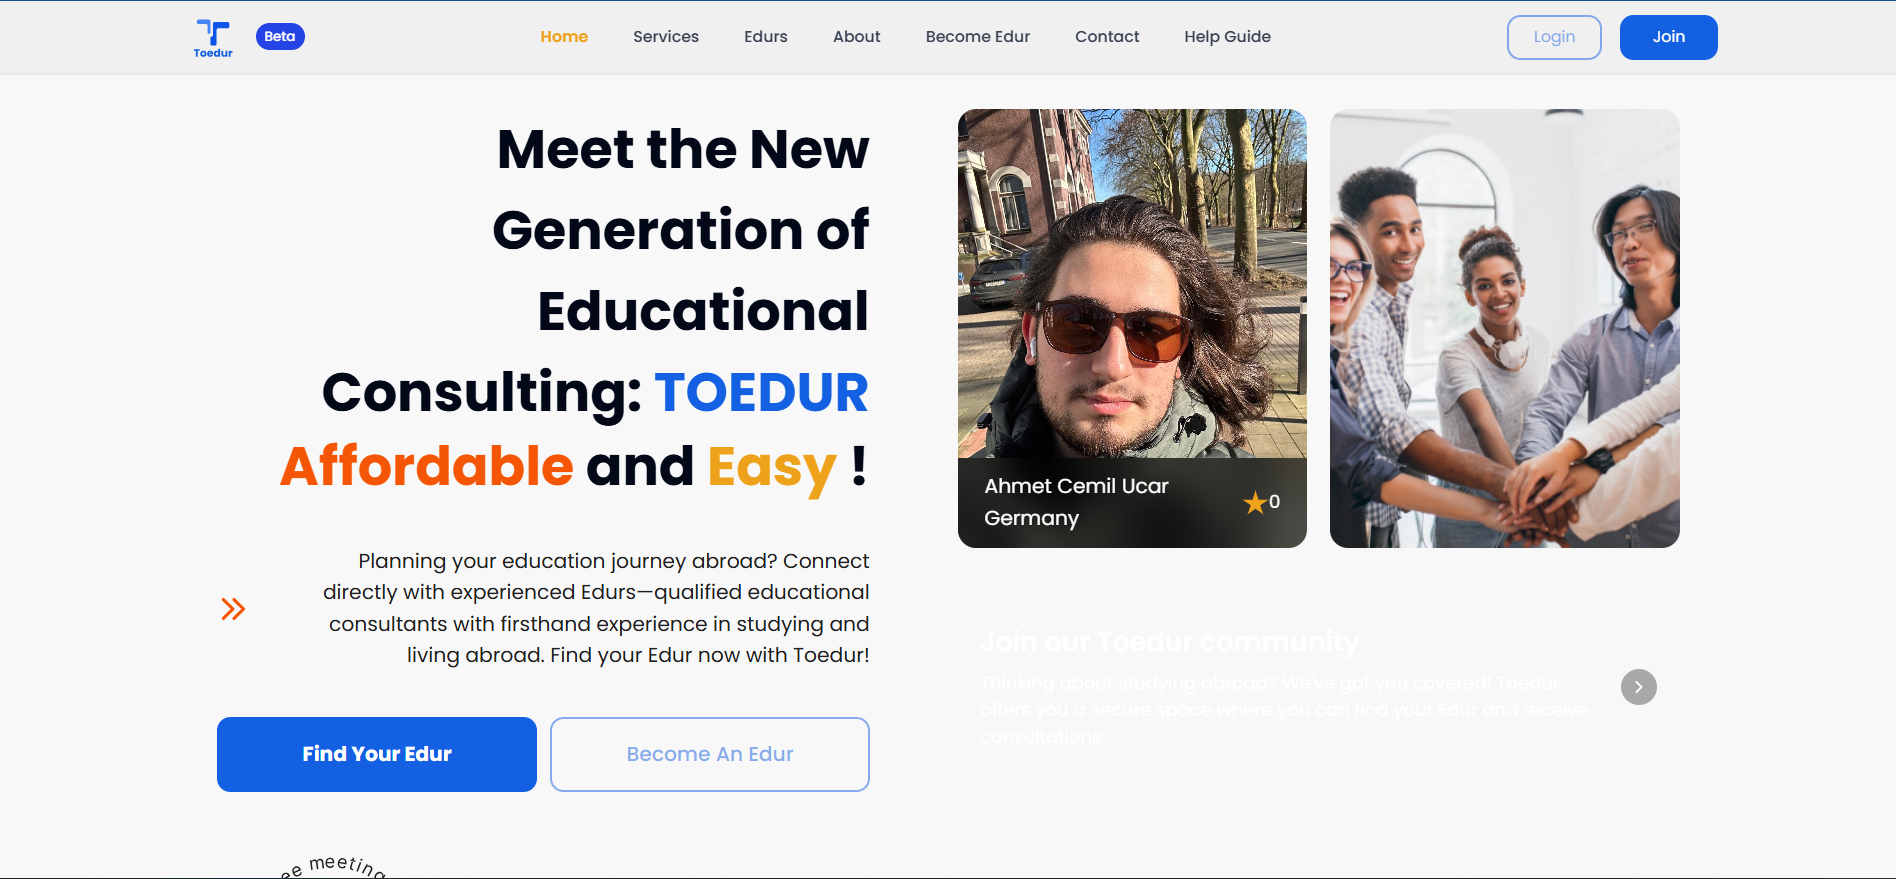 Toedur
Beta
Home
Services
Edurs
About
Become Edur
Contact
Help Guide
Login
Join
Meet the New
Generation of
Educational
Consulting: TOEDUR
Affordable and Easy !
Planning your education journey abroad? Connect
directly with experienced Edurs—qualified educational
consultants with firsthand experience in studying and
living abroad. Find your Edur now with Toedur!
Find Your Edur
Become An Edur
Ahmet Cemil Ucar
Germany
0
Join our Toedur community
Thinking about studying abroad? We've got you covered! Toedur
offers you a secure space where you can find your Edur and receive
consultations.
meeting